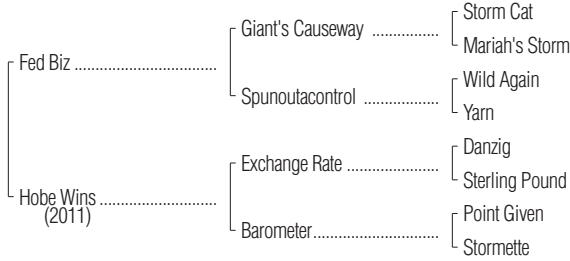 Storm Cat
Giant's Causeway ..................
Mariah's Storm
Fed Biz ................................
Wild Again
Spunoutacontrol .................
Yarn
Danzig
Exchange Rate .....................
Sterling Pound
Hobe Wins ..........................
(2011)
Point Given
Barometer............................
Stormette